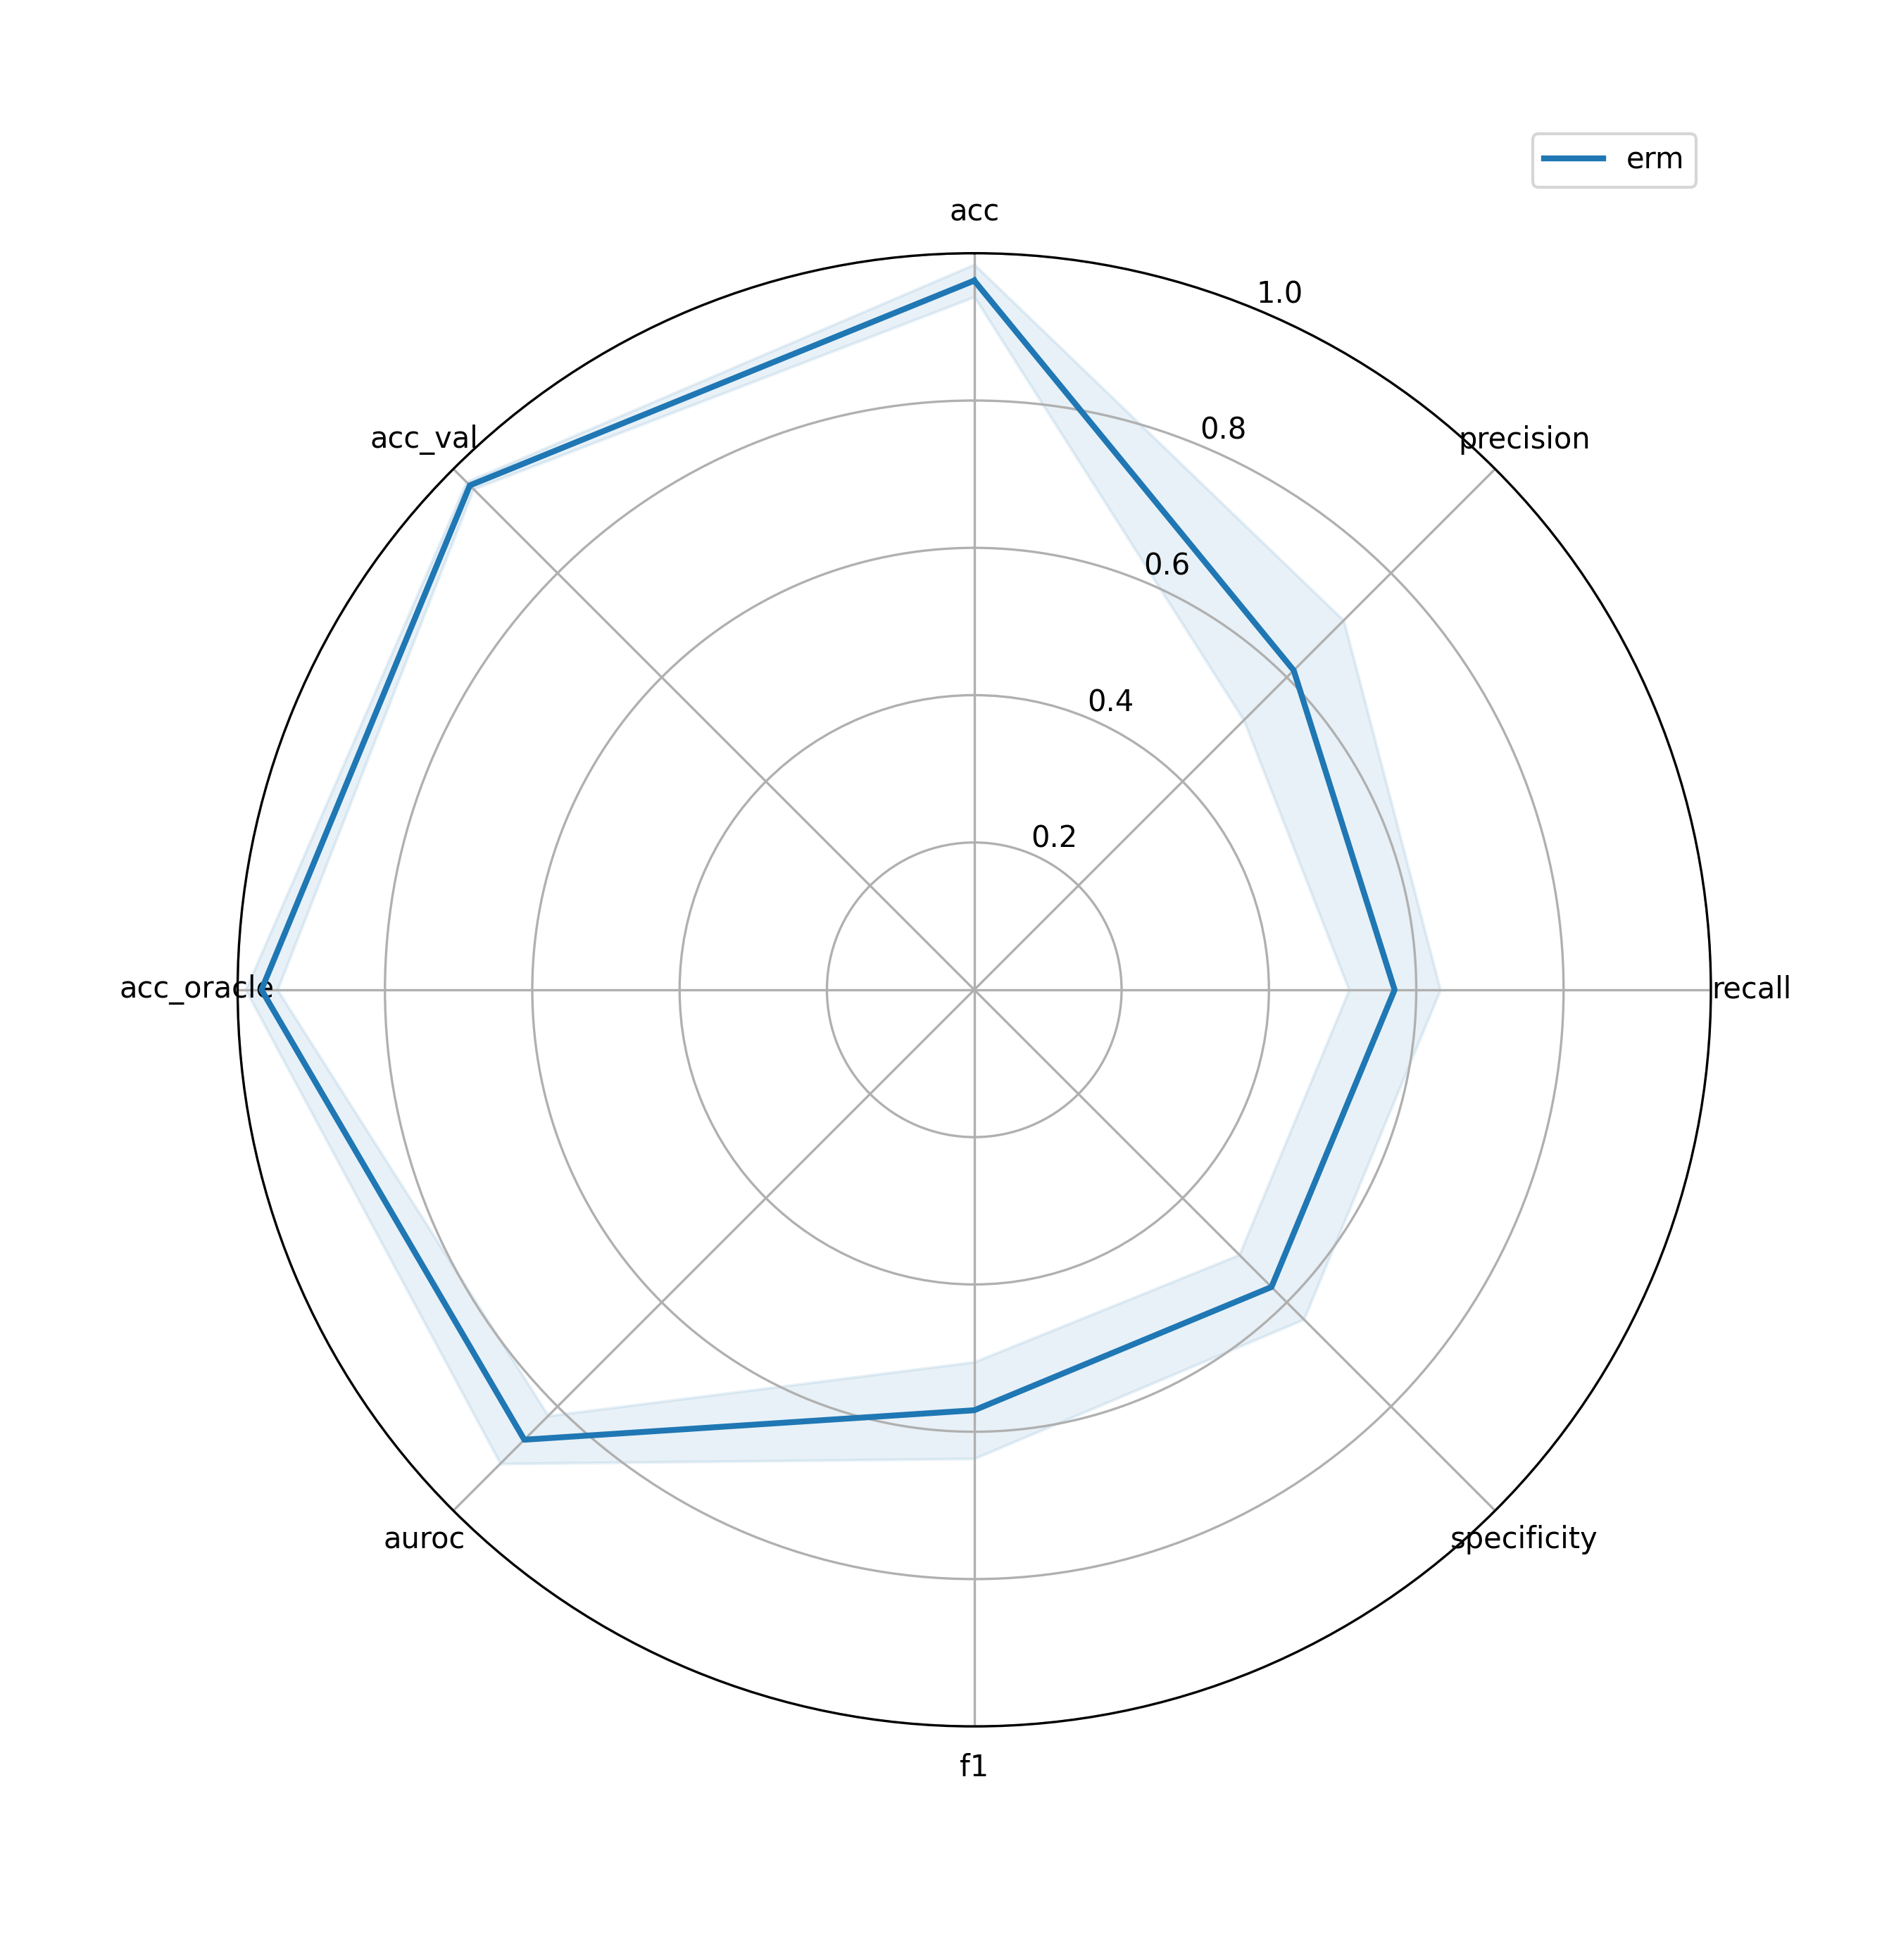 erm
acc
1.0
precision
acc_val
0.8
0.6
0.4
0.2
acc_oracle
recall
auroc
specificity
f1